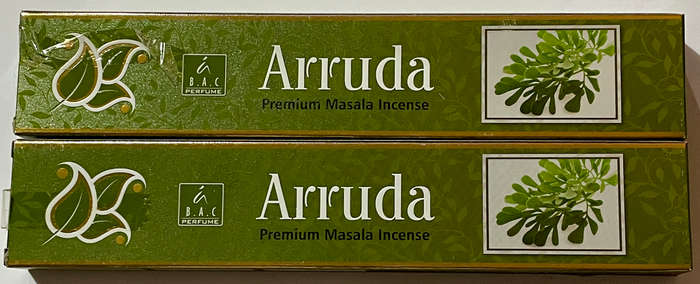 B.A.C
PERFUME
Arruda
Premium Masala Incense
B.A.C
PERFUME
Arruda
Premium Masala Incense